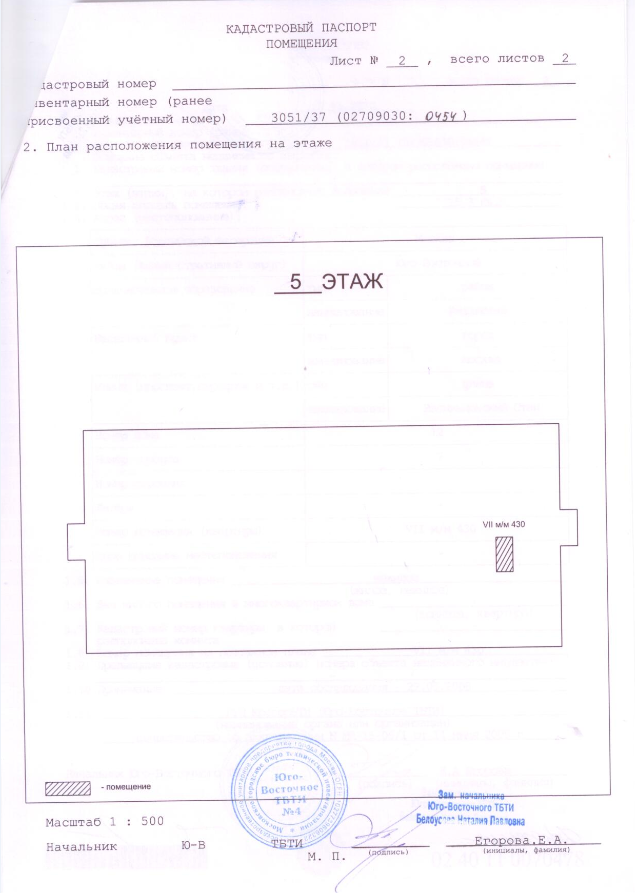 КАДАСТРОВЫЙ ПАСПОРТ
ПОМЕЩЕНИЯ
Лист № 2 , всего листов 2
дастровый номер
нвентарный номер (ранее
присвоенный учётный номер) 3051/37 (02709030: 0454)
2. План расположения помещения на этаже
5 ЭТАЖ
VII м/м 430
- помещение
Юго-
Восточное
ТБТИ
№4
Зам. начальника
Юго-Восточного ТБТИ
Белоусова Наталия Павловна
Масштаб 1 : 500
Начальник Ю-В ТБТИ Егорова.Е.А.
М. П. (подпись) (инициалы, фамилия)